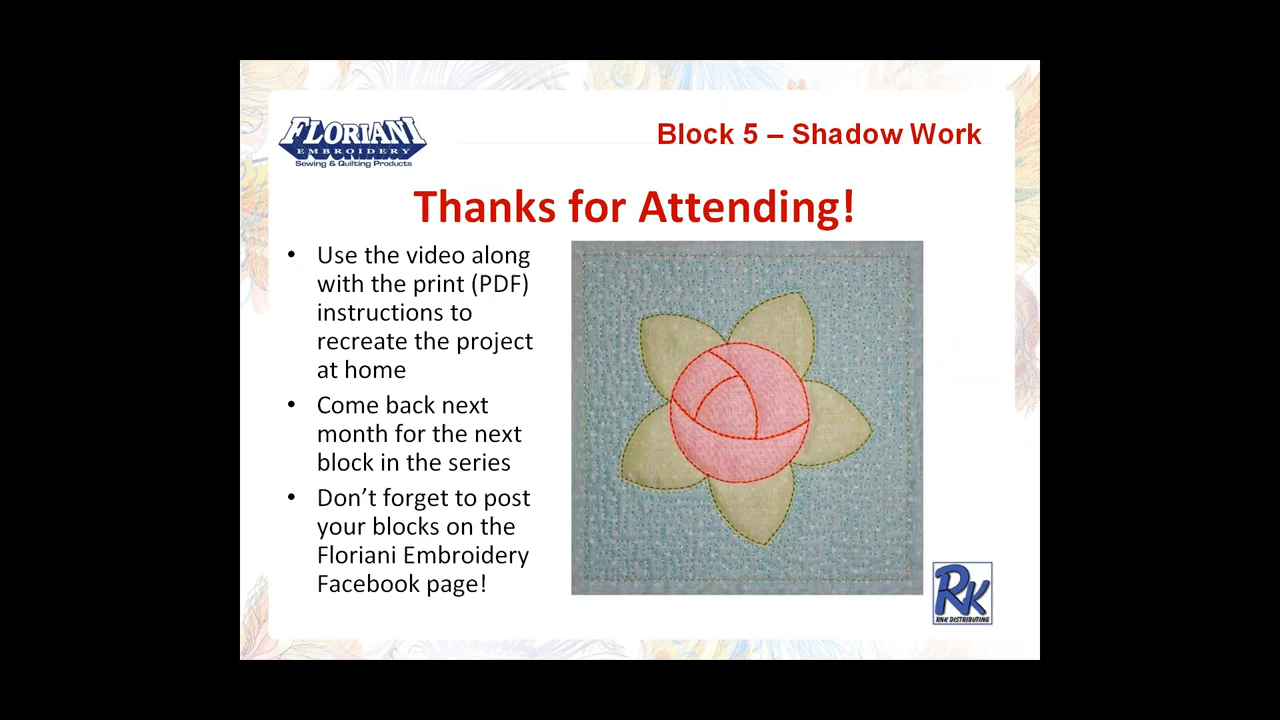 FLORIANI
EMBROIDERY
Sewing & Quilting Products
Block 5 – Shadow Work
Thanks for Attending!
• Use the video along
with the print (PDF)
instructions to
recreate the project
at home
• Come back next
month for the next
block in the series
• Don’t forget to post
your blocks on the
Floriani Embroidery
Facebook page!
RK
RNK DISTRIBUTING